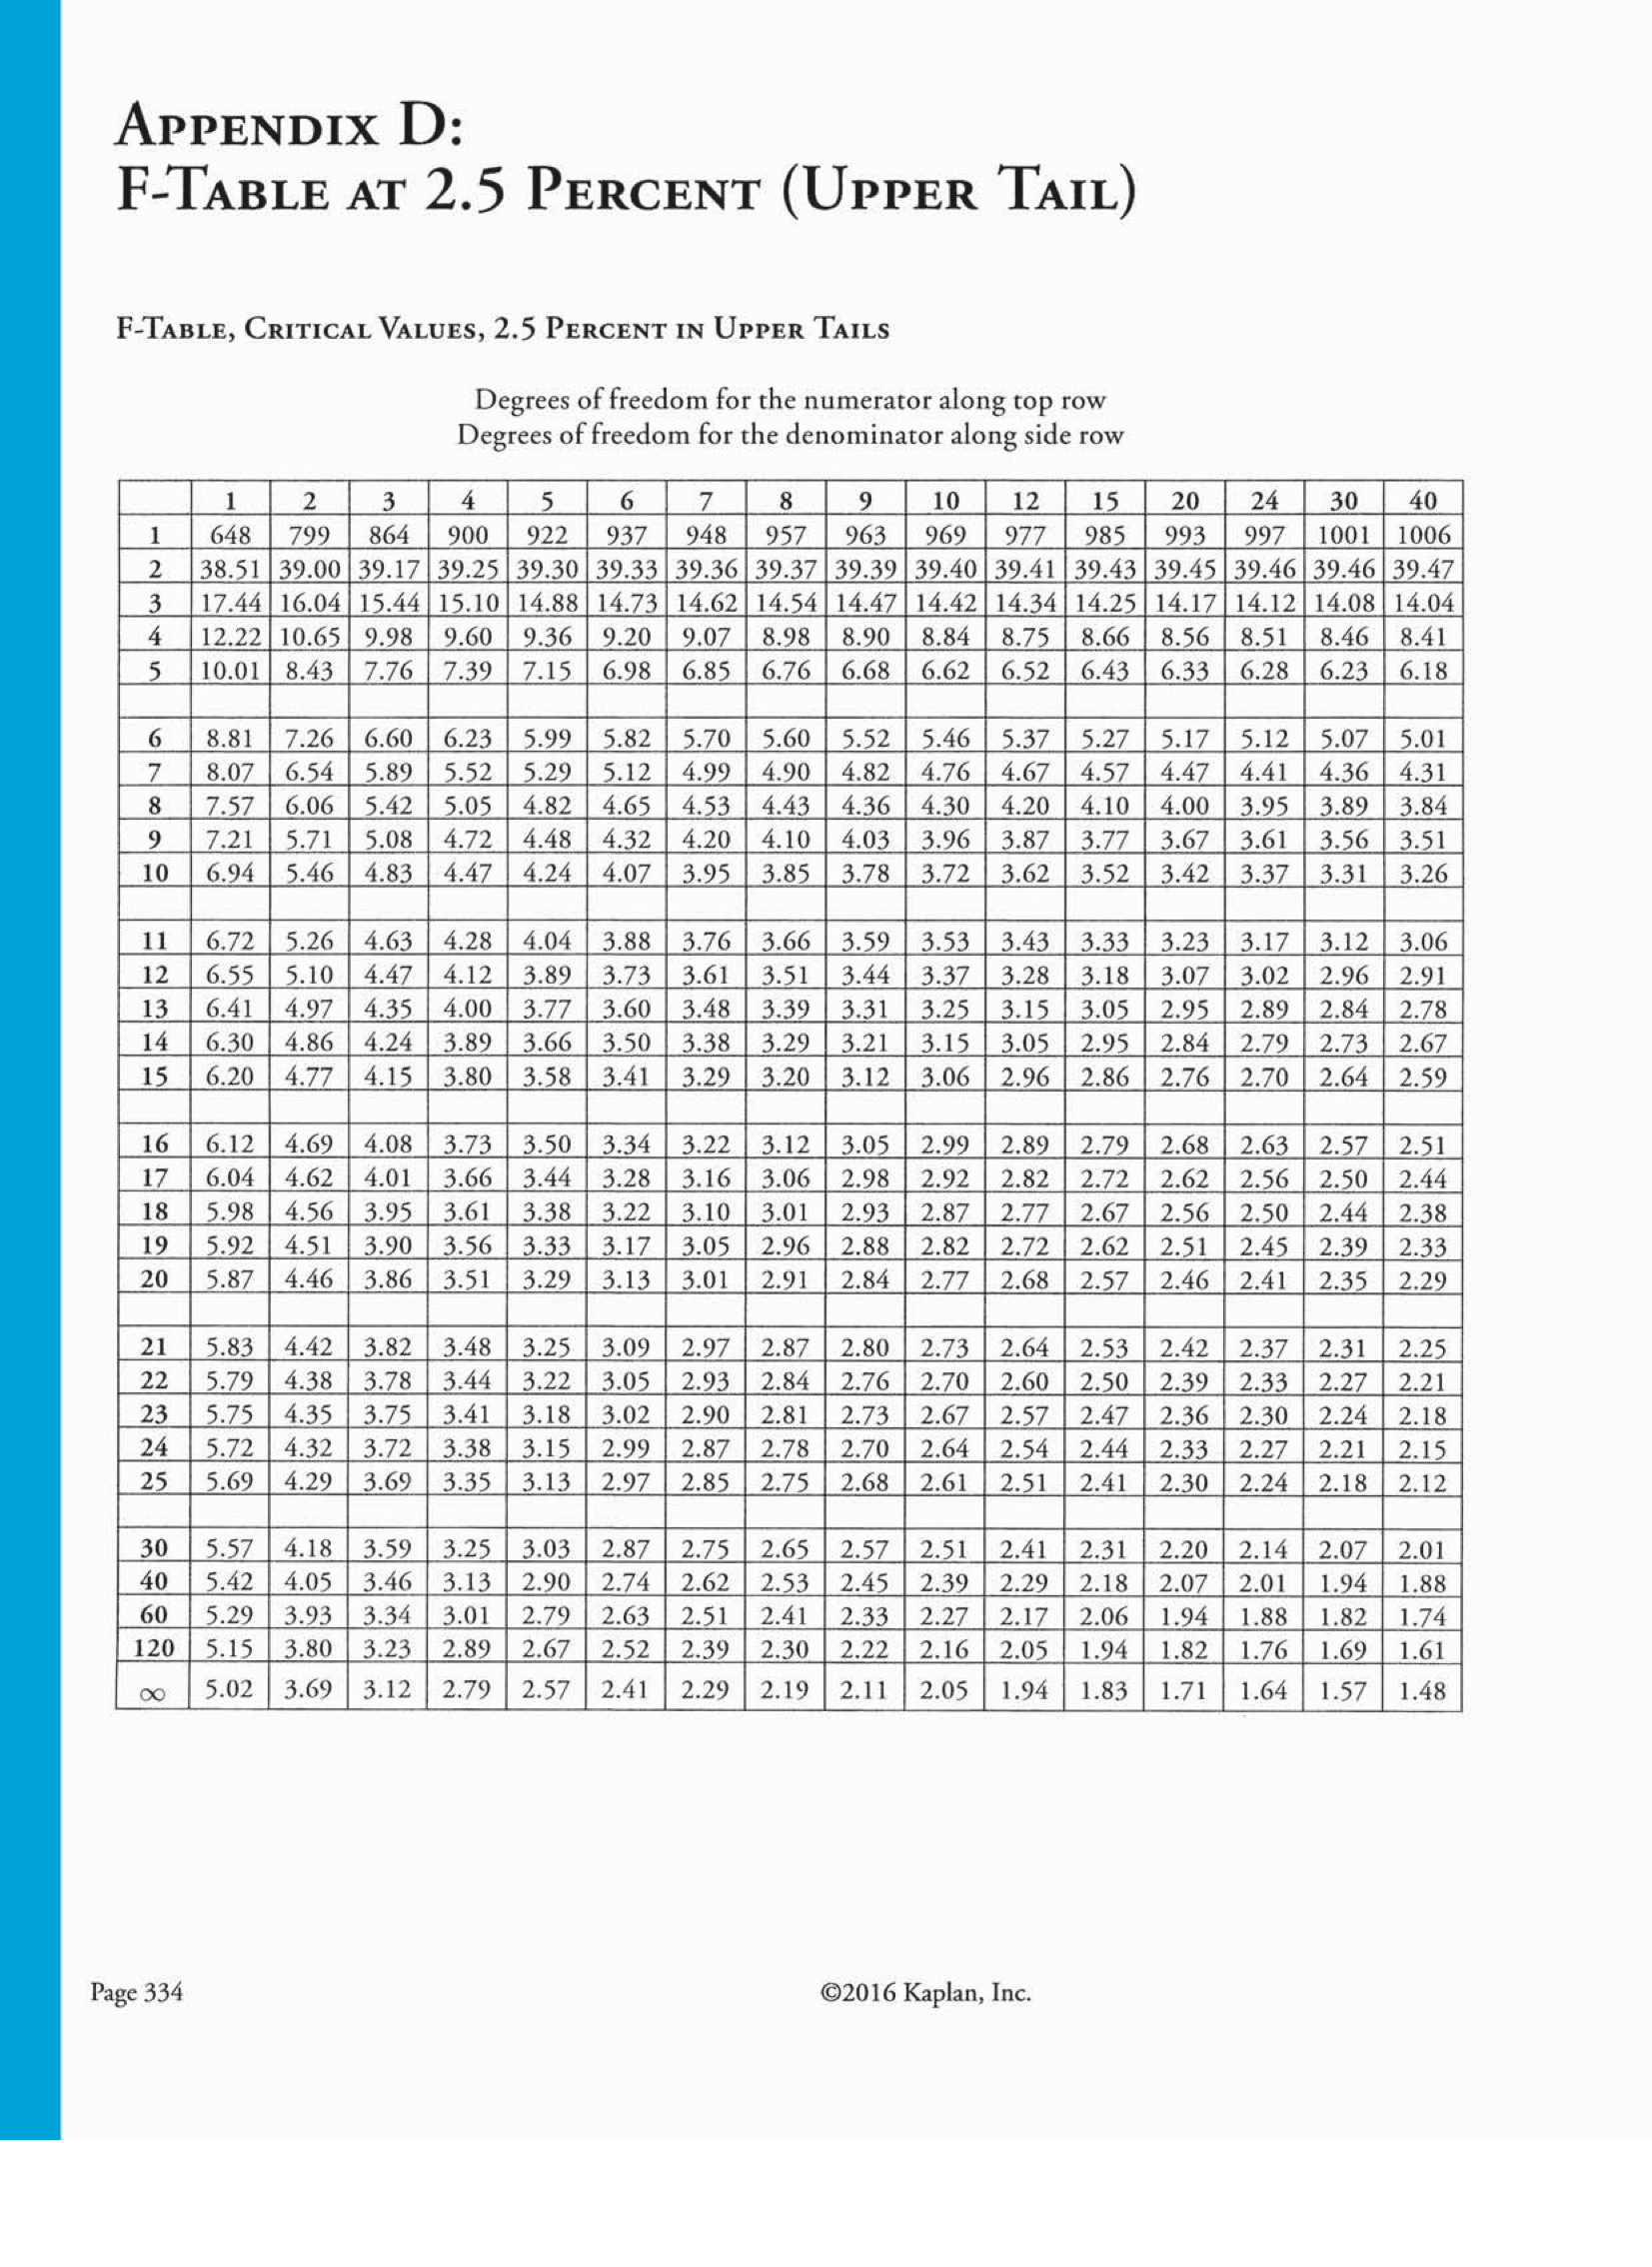 APPENDIX D:
F-TABLE AT 2.5 PERCENT (UPPER TAIL)
F-TABLE, CRITICAL VALUES, 2.5 PERCENT IN UPPER TAILS
Degrees of freedom for the numerator along top row
Degrees of freedom for the denominator along side row
1 2 3 4 5 6 7 8 9 10 12 15 20 24 30 40
1 648 799 864 900 922 937 948 957 963 969 977 985 993 997 1001 1006
2 38.51 39.00 39.17 39.25 39.30 39.33 39.36 39.37 39.39 39.40 39.41 39.43 39.45 39.46 39.46 39.47
3 17.44 16.04 15.44 15.10 14.88 14.73 14.62 14.54 14.47 14.42 14.34 14.25 14.17 14.12 14.08 14.04
4 12.22 10.65 9.98 9.60 9.36 9.20 9.07 8.98 8.90 8.84 8.75 8.66 8.56 8.51 8.46 8.41
5 10.01 8.43 7.76 7.39 7.15 6.98 6.85 6.76 6.68 6.62 6.52 6.43 6.33 6.28 6.23 6.18
6 8.81 7.26 6.60 6.23 5.99 5.82 5.70 5.60 5.52 5.46 5.37 5.27 5.17 5.12 5.07 5.01
7 8.07 6.54 5.89 5.52 5.29 5.12 4.99 4.90 4.82 4.76 4.67 4.57 4.47 4.41 4.36 4.31
8 7.57 6.06 5.42 5.05 4.82 4.65 4.53 4.43 4.36 4.30 4.20 4.10 4.00 3.95 3.89 3.84
9 7.21 5.71 5.08 4.72 4.48 4.32 4.20 4.10 4.03 3.96 3.87 3.77 3.67 3.61 3.56 3.51
10 6.94 5.46 4.83 4.47 4.24 4.07 3.95 3.85 3.78 3.72 3.62 3.52 3.42 3.37 3.31 3.26
11 6.72 5.26 4.63 4.28 4.04 3.88 3.76 3.66 3.59 3.53 3.43 3.33 3.23 3.17 3.12 3.06
12 6.55 5.10 4.47 4.12 3.89 3.73 3.61 3.51 3.44 3.37 3.28 3.18 3.07 3.02 2.96 2.91
13 6.41 4.97 4.35 4.00 3.77 3.60 3.48 3.39 3.31 3.25 3.15 3.05 2.95 2.89 2.84 2.78
14 6.30 4.86 4.24 3.89 3.66 3.50 3.38 3.29 3.21 3.15 3.05 2.95 2.84 2.79 2.73 2.67
15 6.20 4.77 4.15 3.80 3.58 3.41 3.29 3.20 3.12 3.06 2.96 2.86 2.76 2.70 2.64 2.59
16 6.12 4.69 4.08 3.73 3.50 3.34 3.22 3.12 3.05 2.99 2.89 2.79 2.68 2.63 2.57 2.51
17 6.04 4.62 4.01 3.66 3.44 3.28 3.16 3.06 2.98 2.92 2.82 2.72 2.62 2.56 2.50 2.44
18 5.98 4.56 3.95 3.61 3.38 3.22 3.10 3.01 2.93 2.87 2.77 2.67 2.56 2.50 2.44 2.38
19 5.92 4.51 3.90 3.56 3.33 3.17 3.05 2.96 2.88 2.82 2.72 2.62 2.51 2.45 2.39 2.33
20 5.87 4.46 3.86 3.51 3.29 3.13 3.01 2.91 2.84 2.77 2.68 2.57 2.46 2.41 2.35 2.29
21 5.83 4.42 3.82 3.48 3.25 3.09 2.97 2.87 2.80 2.73 2.64 2.53 2.42 2.37 2.31 2.25
22 5.79 4.38 3.78 3.44 3.22 3.05 2.93 2.84 2.76 2.70 2.60 2.50 2.39 2.33 2.27 2.21
23 5.75 4.35 3.75 3.41 3.18 3.02 2.90 2.81 2.73 2.67 2.57 2.47 2.36 2.30 2.24 2.18
24 5.72 4.32 3.72 3.38 3.15 2.99 2.87 2.78 2.70 2.64 2.54 2.44 2.33 2.27 2.21 2.15
25 5.69 4.29 3.69 3.35 3.13 2.97 2.85 2.75 2.68 2.61 2.51 2.41 2.30 2.24 2.18 2.12
30 5.57 4.18 3.59 3.25 3.03 2.87 2.75 2.65 2.57 2.51 2.41 2.31 2.20 2.14 2.07 2.01
40 5.42 4.05 3.46 3.13 2.90 2.74 2.62 2.53 2.45 2.39 2.29 2.18 2.07 2.01 1.94 1.88
60 5.29 3.93 3.34 3.01 2.79 2.63 2.51 2.41 2.33 2.27 2.17 2.06 1.94 1.88 1.82 1.74
120 5.15 3.80 3.23 2.89 2.67 2.52 2.39 2.30 2.22 2.16 2.05 1.94 1.82 1.76 1.69 1.61
∞ 5.02 3.69 3.12 2.79 2.57 2.41 2.29 2.19 2.11 2.05 1.94 1.83 1.71 1.64 1.57 1.48
Page 334
©2016 Kaplan, Inc.